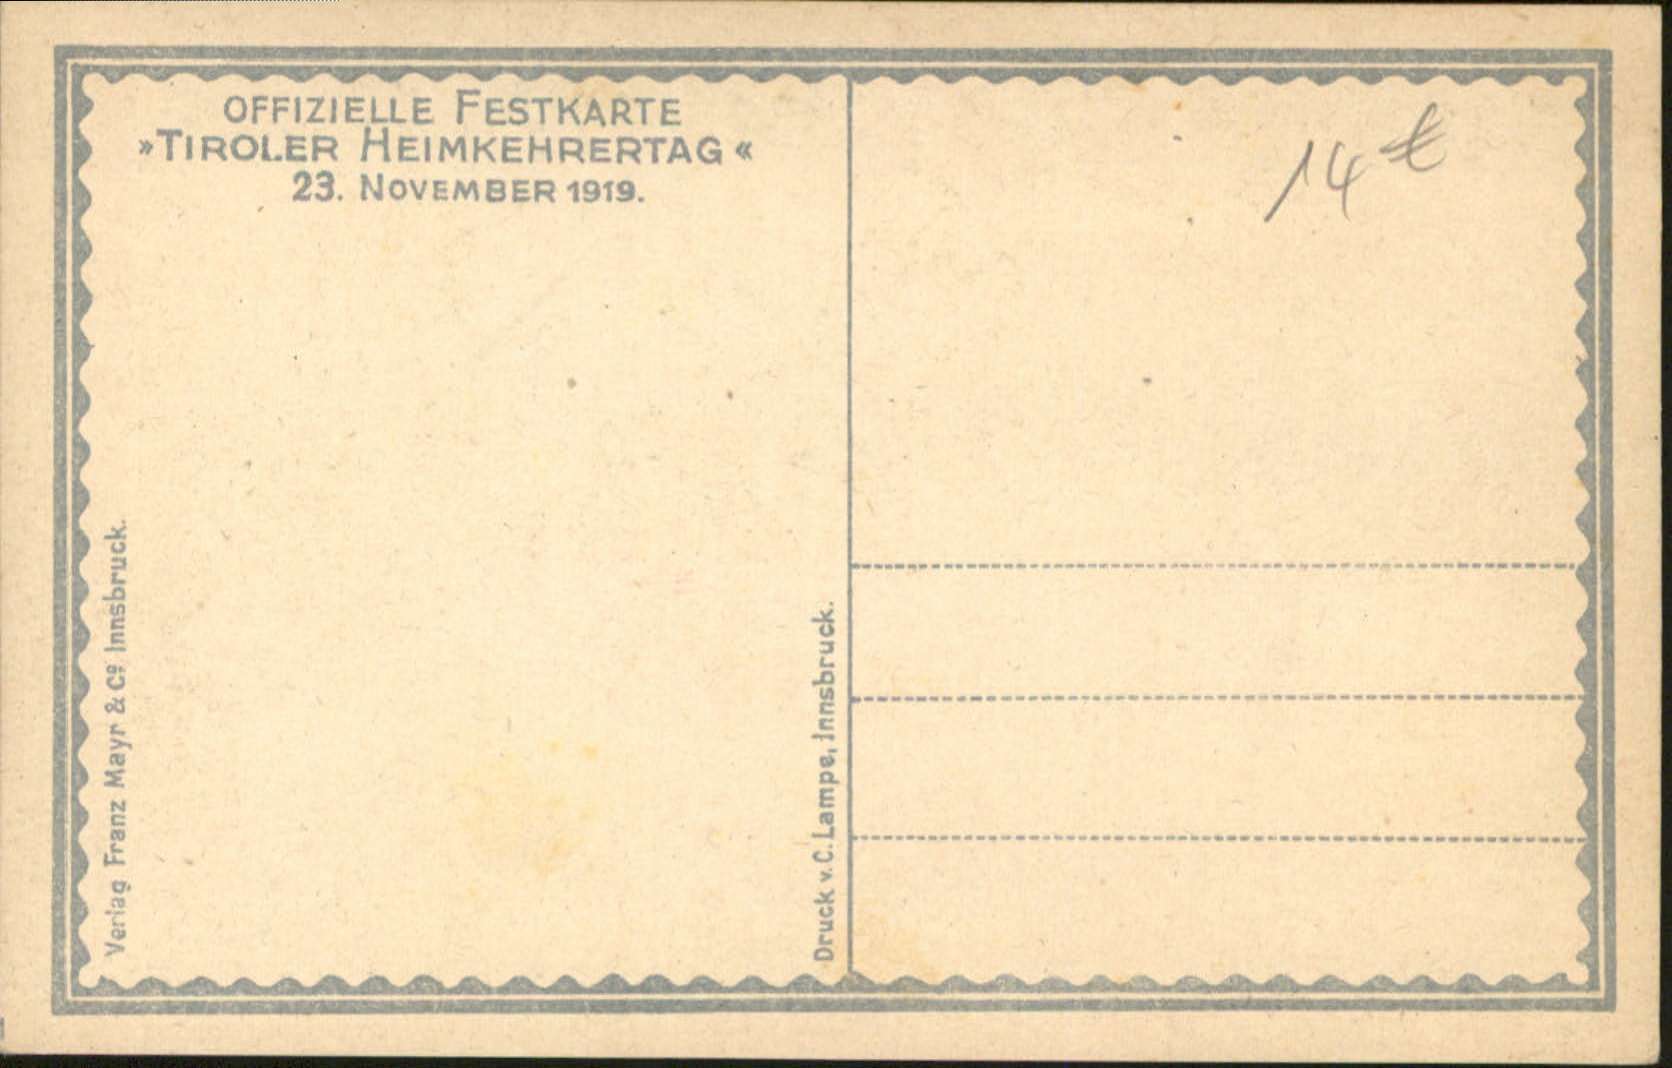 OFFIZIELLE FESTKARTE
»TIROLER HEIMKEHRERTAG«
23. NOVEMBER 1919.
14 €
Verlag Franz Mayr & Cº Innsbruck.
Druck v. C. Lampe, Innsbruck.